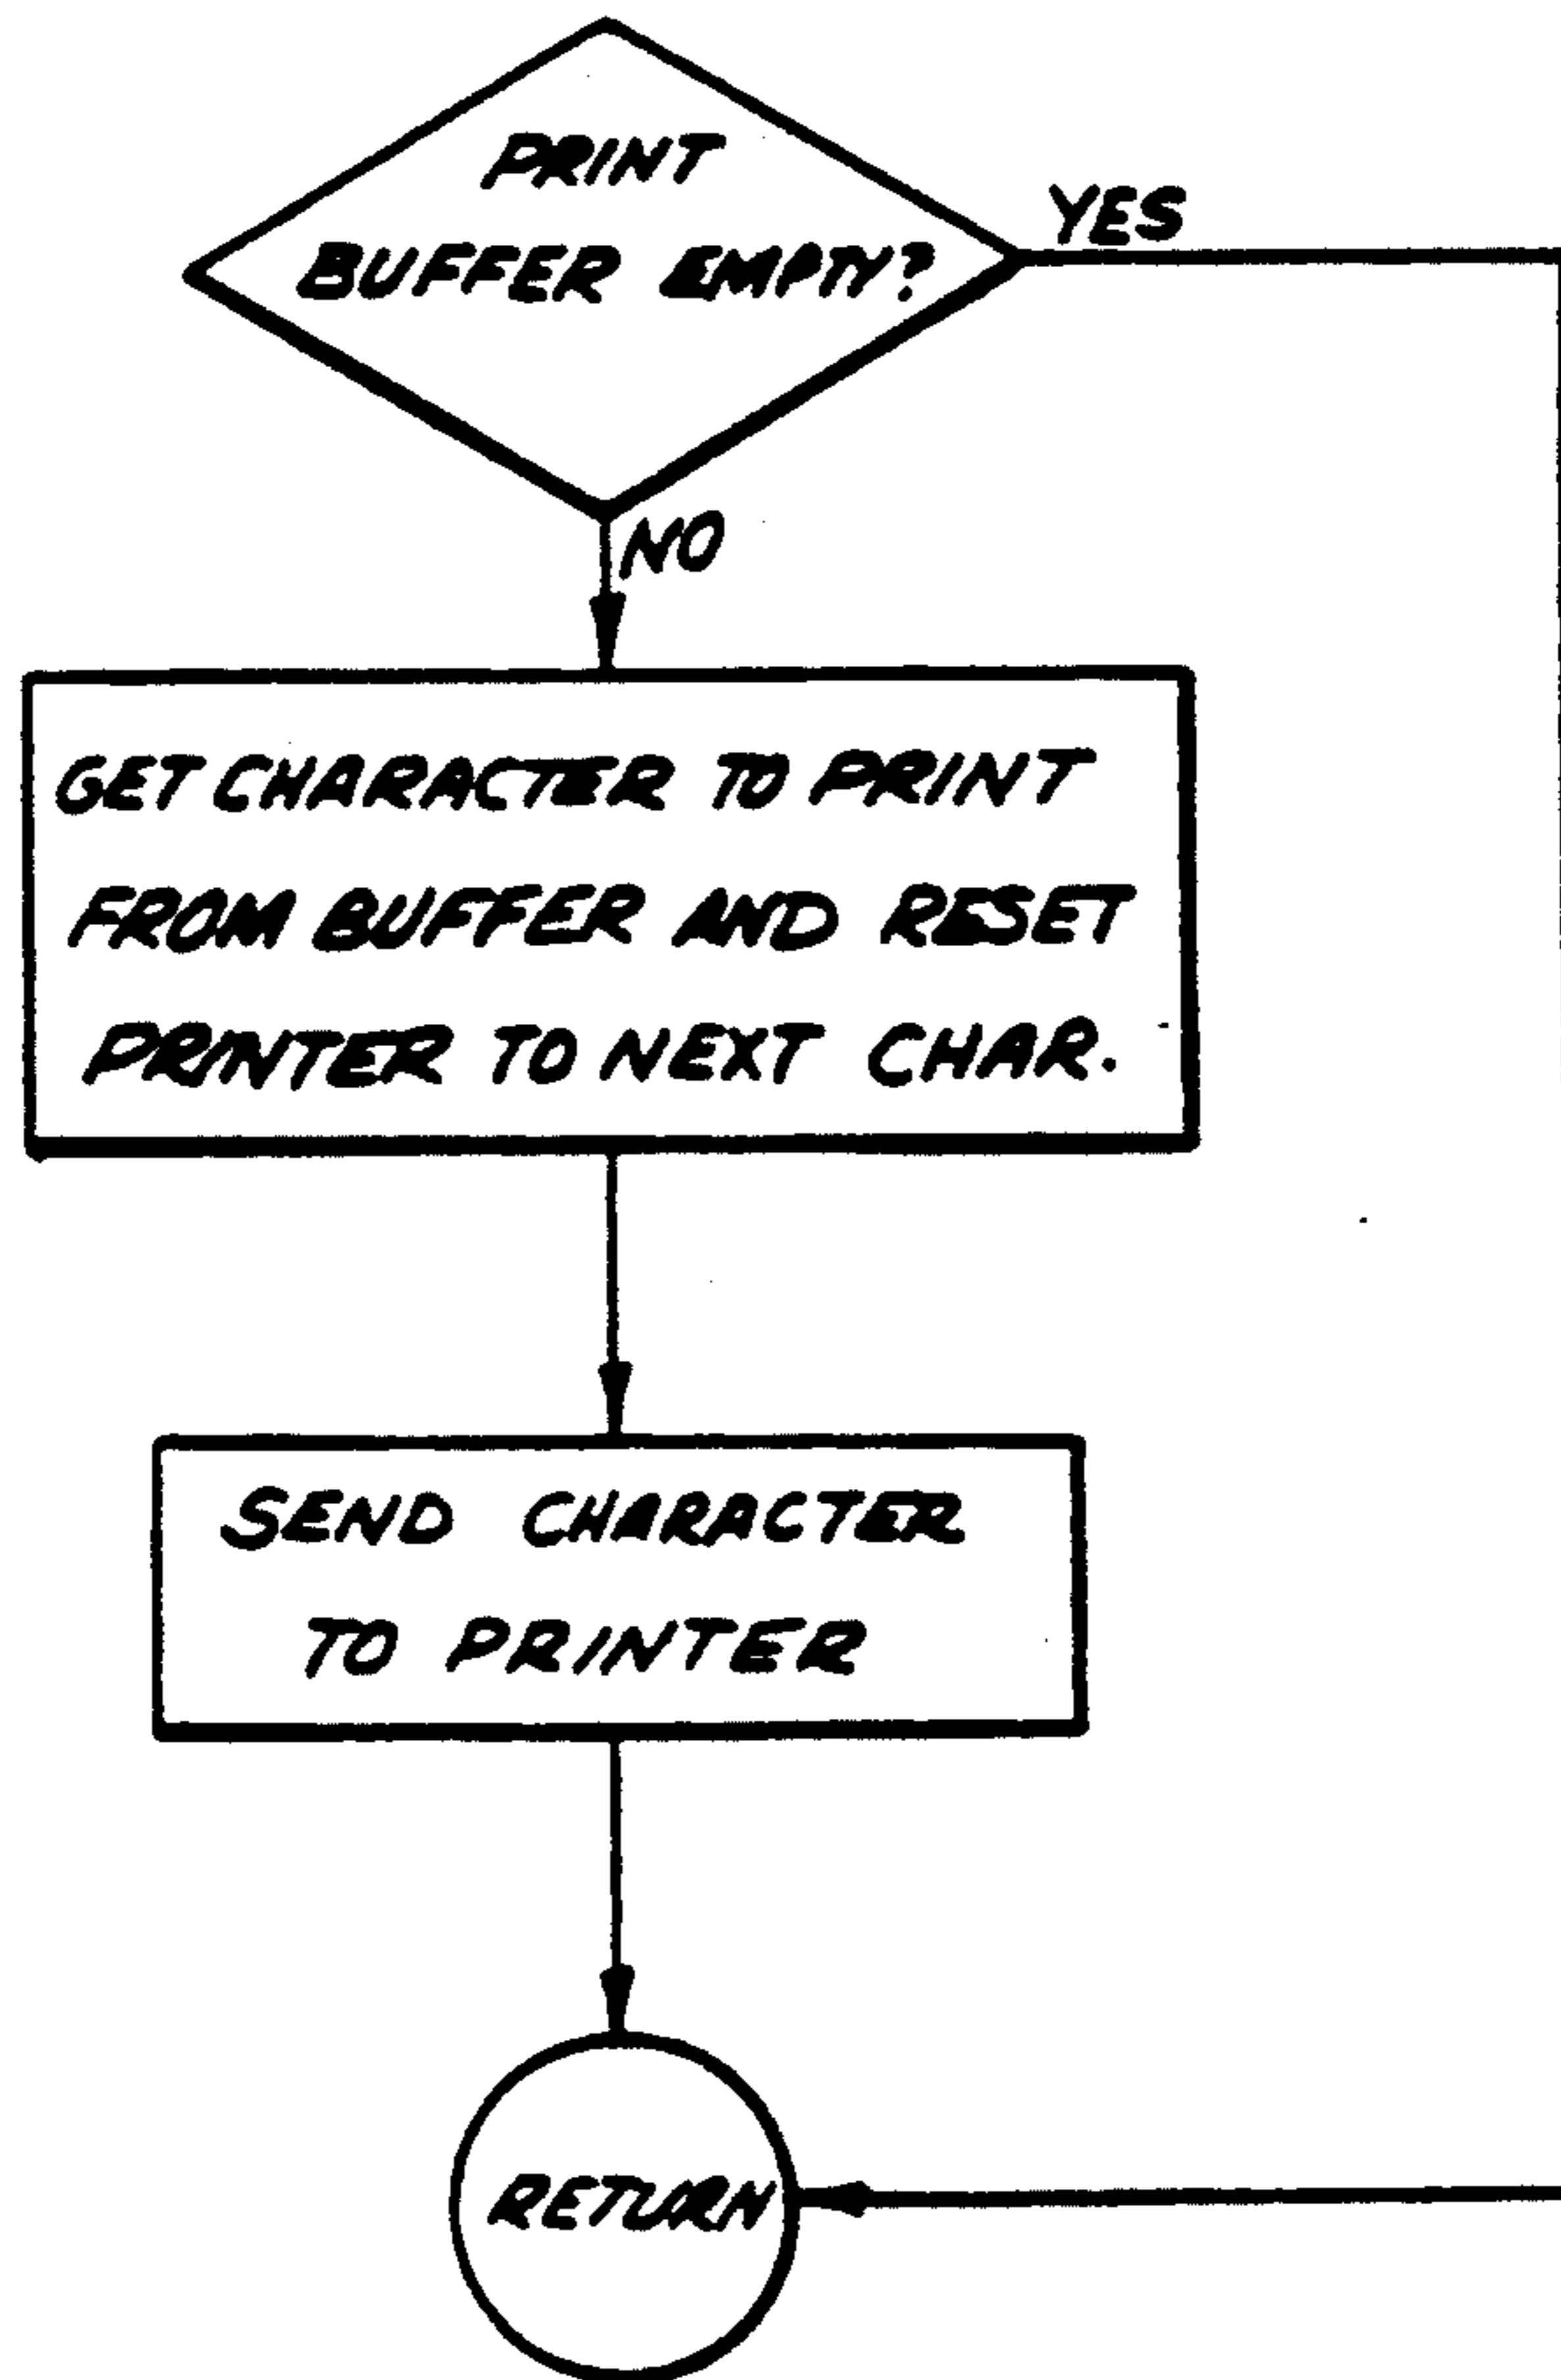 PRINT
BUFFER EMPTY?
YES
NO
GET CHARACTER TO PRINT
FROM BUFFER AND RESET
PRINTER TO NEXT CHAR.
SEND CHARACTER
TO PRINTER
RETURN